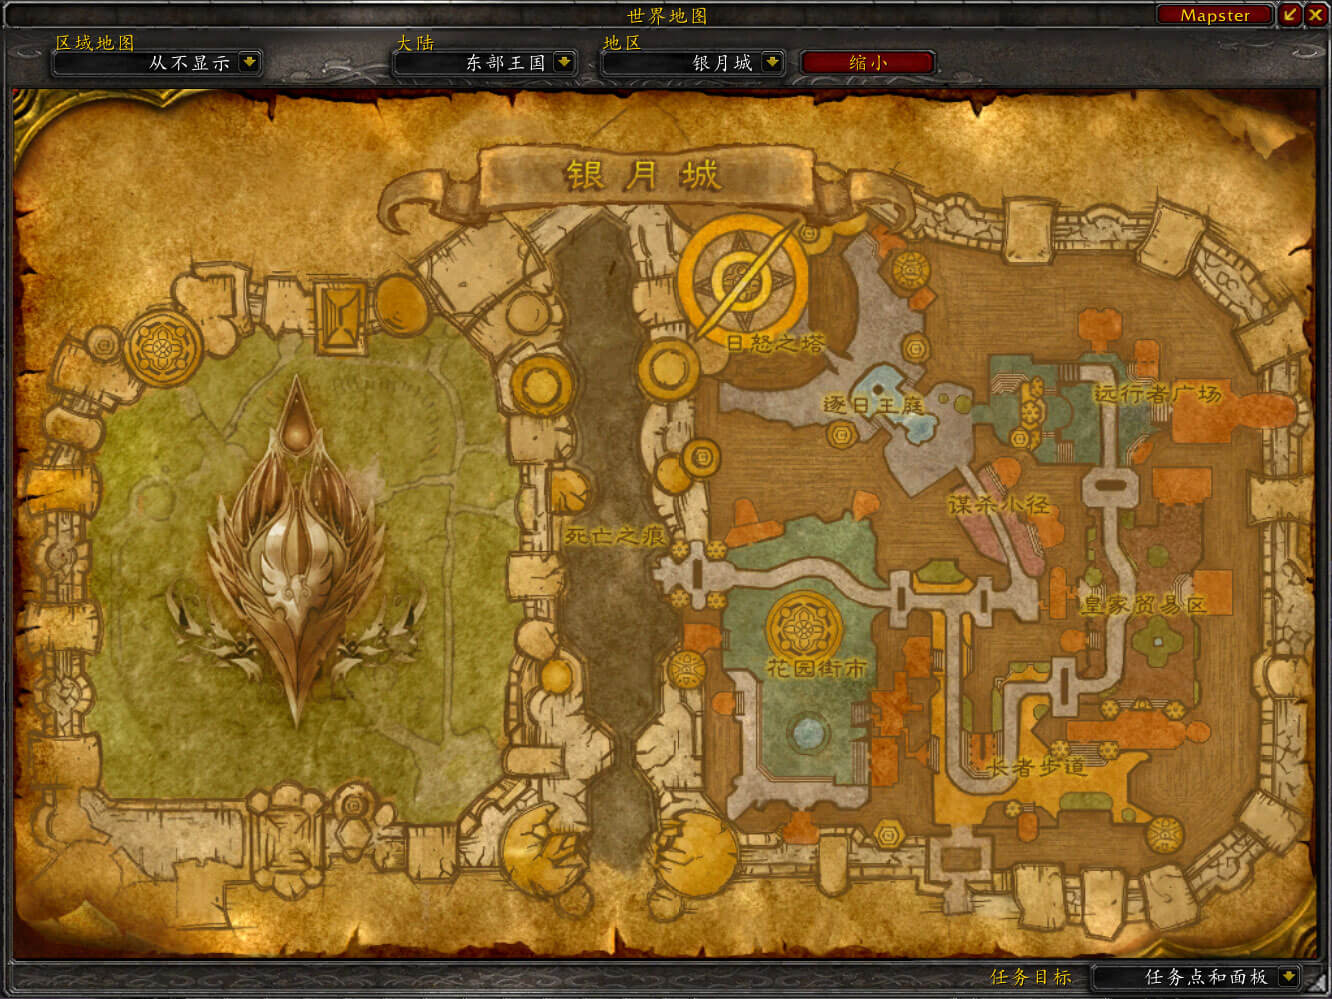 世界地图
Mapster
区域地图
大陆
地区
从不显示
东部王国
银月城
缩小
银月城
日怒之塔
逐日王庭
远行者广场
谋杀小径
死亡之痕
皇家贸易区
花园街市
长者步道
任务目标
任务点和面板